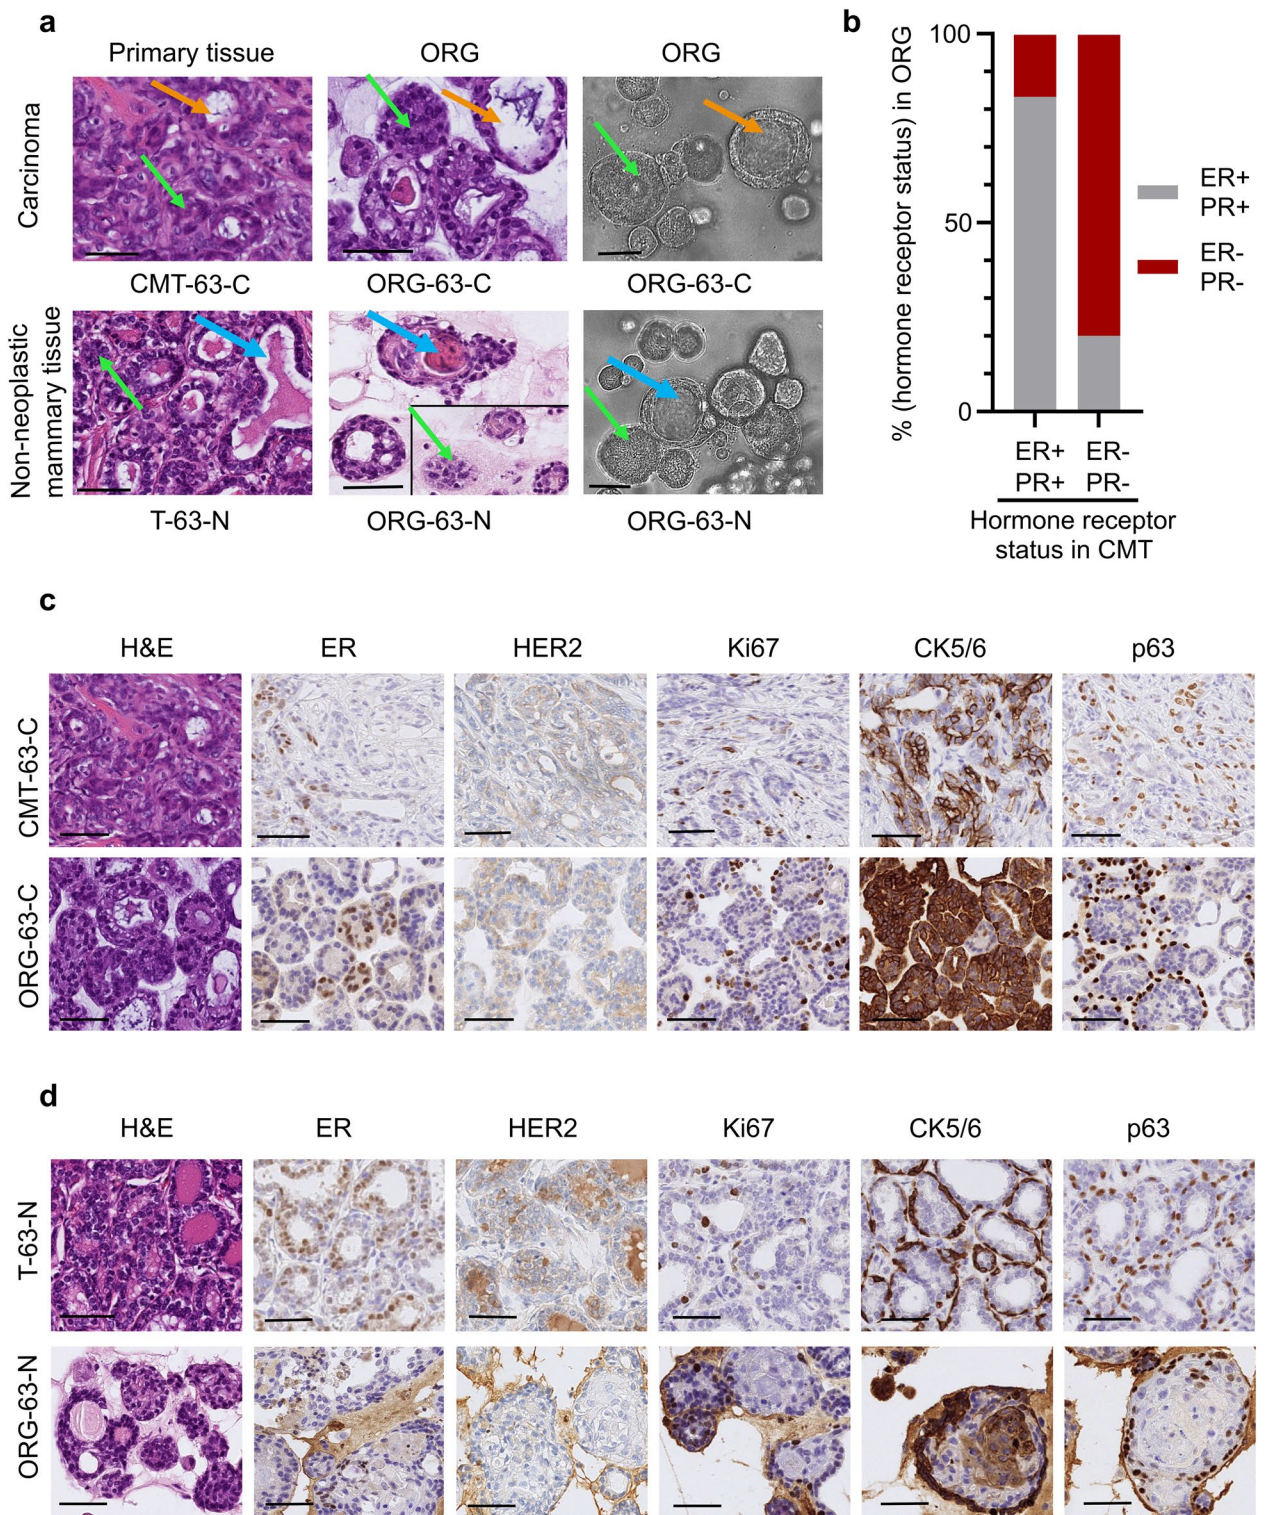 a
Primary tissue
ORG
ORG
Carcinoma
CMT-63-C
ORG-63-C
ORG-63-C
Non-neoplastic
mammary tissue
T-63-N
ORG-63-N
ORG-63-N
b
% (hormone receptor status) in ORG
100
50
0
ER+
PR+
ER-
PR-
ER+
PR+
ER-
PR-
Hormone receptor
status in CMT
c
H&E
ER
HER2
Ki67
CK5/6
p63
CMT-63-C
ORG-63-C
d
H&E
ER
HER2
Ki67
CK5/6
p63
T-63-N
ORG-63-N